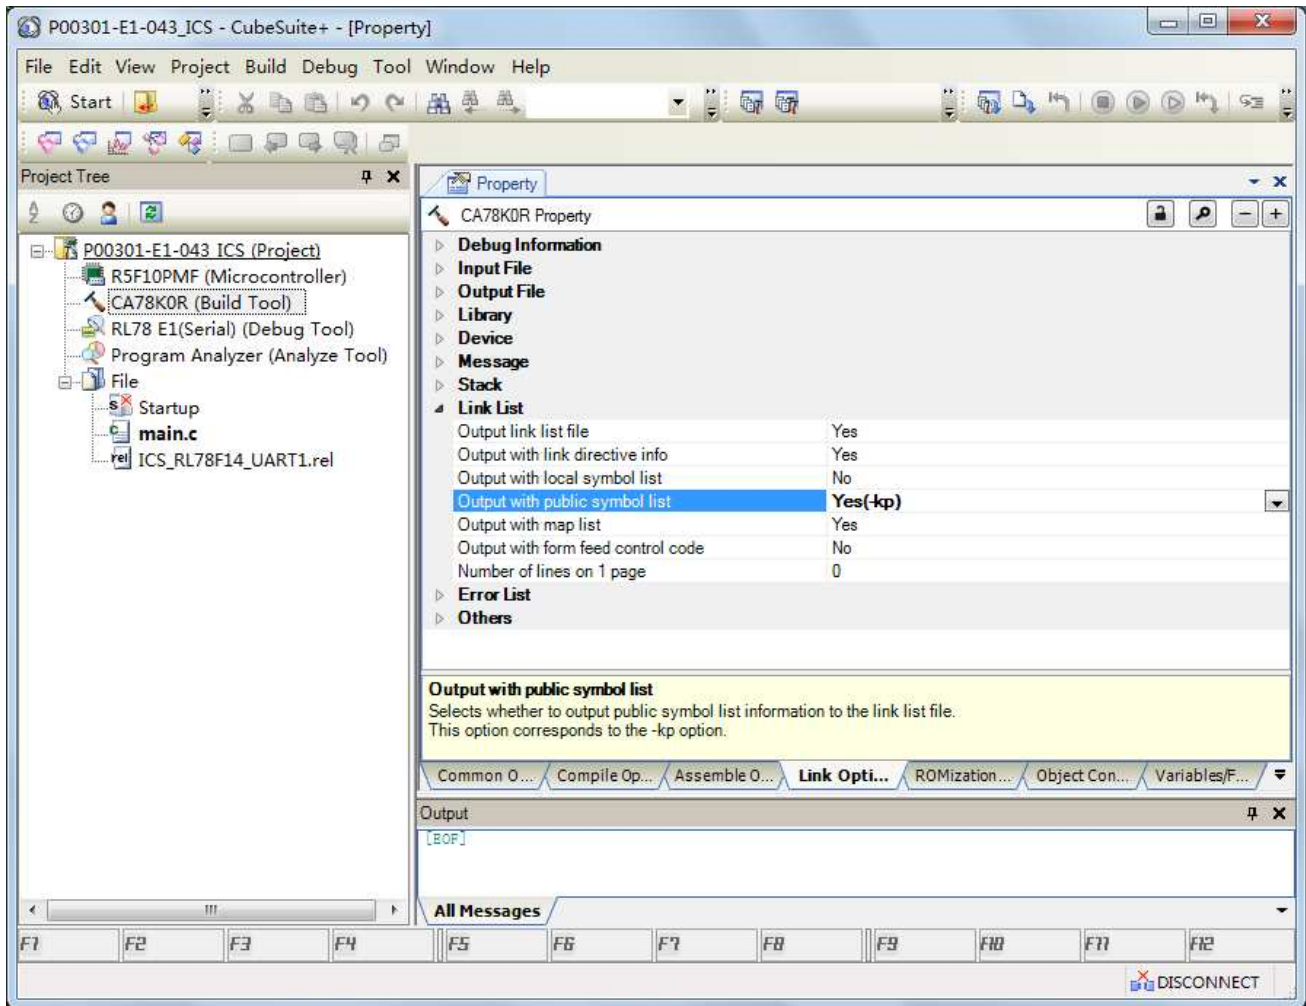 P00301-E1-043_ICS - CubeSuite+ - [Property]
File Edit View Project Build Debug Tool Window Help
Start
Project Tree
P00301-E1-043_ICS (Project)
R5F10PMF (Microcontroller)
CA78K0R (Build Tool)
RL78 E1(Serial) (Debug Tool)
Program Analyzer (Analyze Tool)
File
Startup
main.c
ICS_RL78F14_UART1.rel
Property
CA78K0R Property
Debug Information
Input File
Output File
Library
Device
Message
Stack
Link List
Output link list file Yes
Output with link directive info Yes
Output with local symbol list No
Output with public symbol list Yes(-kp)
Output with map list Yes
Output with form feed control code No
Number of lines on 1 page 0
Error List
Others
Output with public symbol list
Selects whether to output public symbol list information to the link list file.
This option corresponds to the -kp option.
Common O... Compile Op... Assemble O... Link Opti... ROMization... Object Con... Variables/F...
Output
[EOF]
All Messages
F1 F2 F3 F4 F5 F6 F7 F8 F9 F10 F11 F12
DISCONNECT